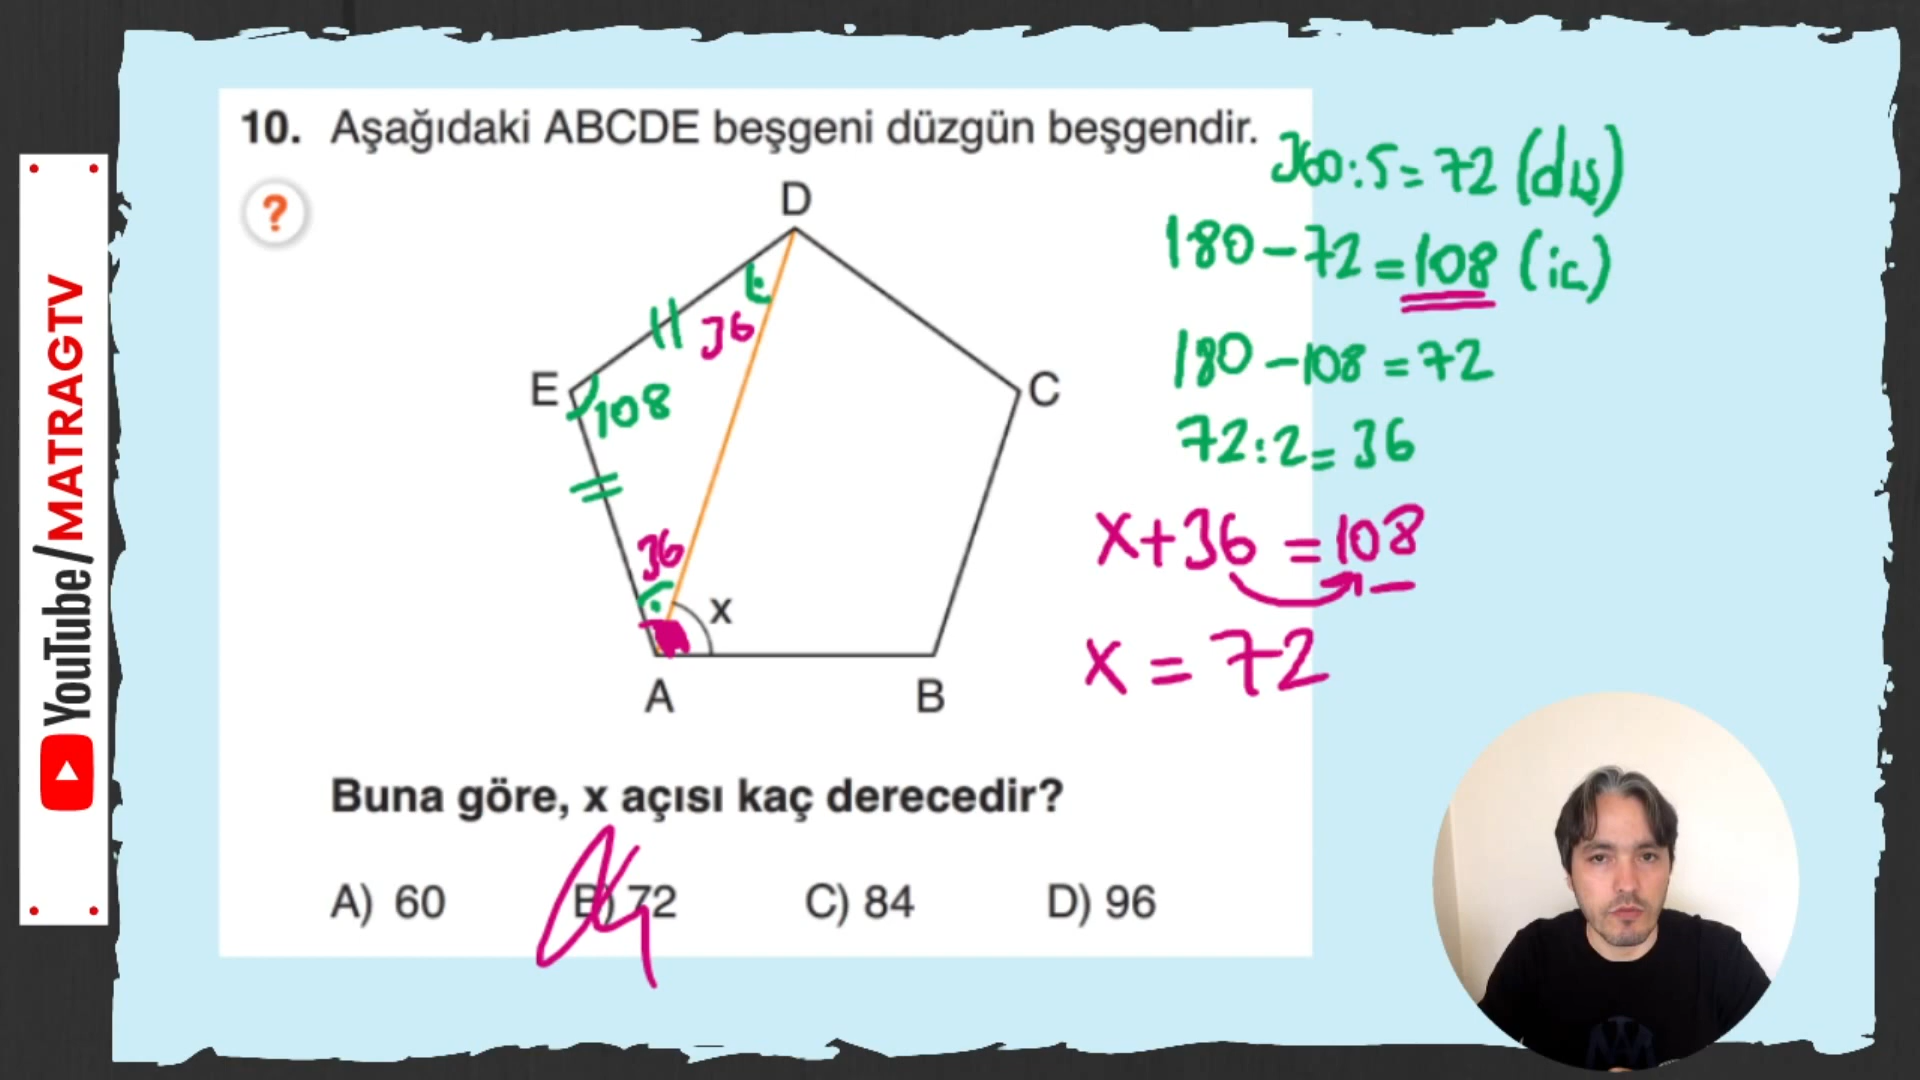 YouTube/MATRAGTV
10. Aşağıdaki ABCDE beşgeni düzgün beşgendir.
?
D
36
E
108
C
36
x
A
B
360:5=72 (dış)
180-72=108 (iç)
180-108=72
72:2=36
x+36=108
x=72
Buna göre, x açısı kaç derecedir?
A) 60 B) 72 C) 84 D) 96